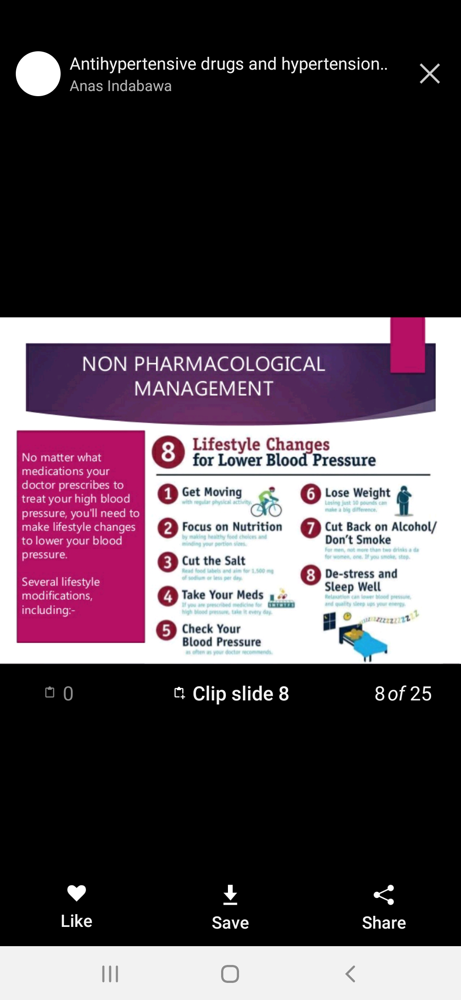 Antihypertensive drugs and hypertension..
Anas Indabawa
NON PHARMACOLOGICAL
MANAGEMENT
No matter what
medications your
doctor prescribes to
treat your high blood
pressure, you'll need to
make lifestyle changes
to lower your blood
pressure.
Several lifestyle
modifications,
including:-
8 Lifestyle Changes
for Lower Blood Pressure
1 Get Moving
with regular physical activity.
2 Focus on Nutrition
by making healthy food choices and
minding your portion sizes.
3 Cut the Salt
Read food labels and aim for 1,500 mg
of sodium or less per day.
4 Take Your Meds
If you are prescribed medicine for
high blood pressure, take it every day.
S M T W T F S
5 Check Your
Blood Pressure
as often as your doctor recommends.
6 Lose Weight
Losing just 10 pounds can
make a big difference.
7 Cut Back on Alcohol/
Don't Smoke
For men, not more than two drinks a da
for women, one. If you smoke, stop.
8 De-stress and
Sleep Well
Relaxation can lower blood pressure,
and quality sleep ups your energy.
0
Clip slide 8
8 of 25
Like
Save
Share